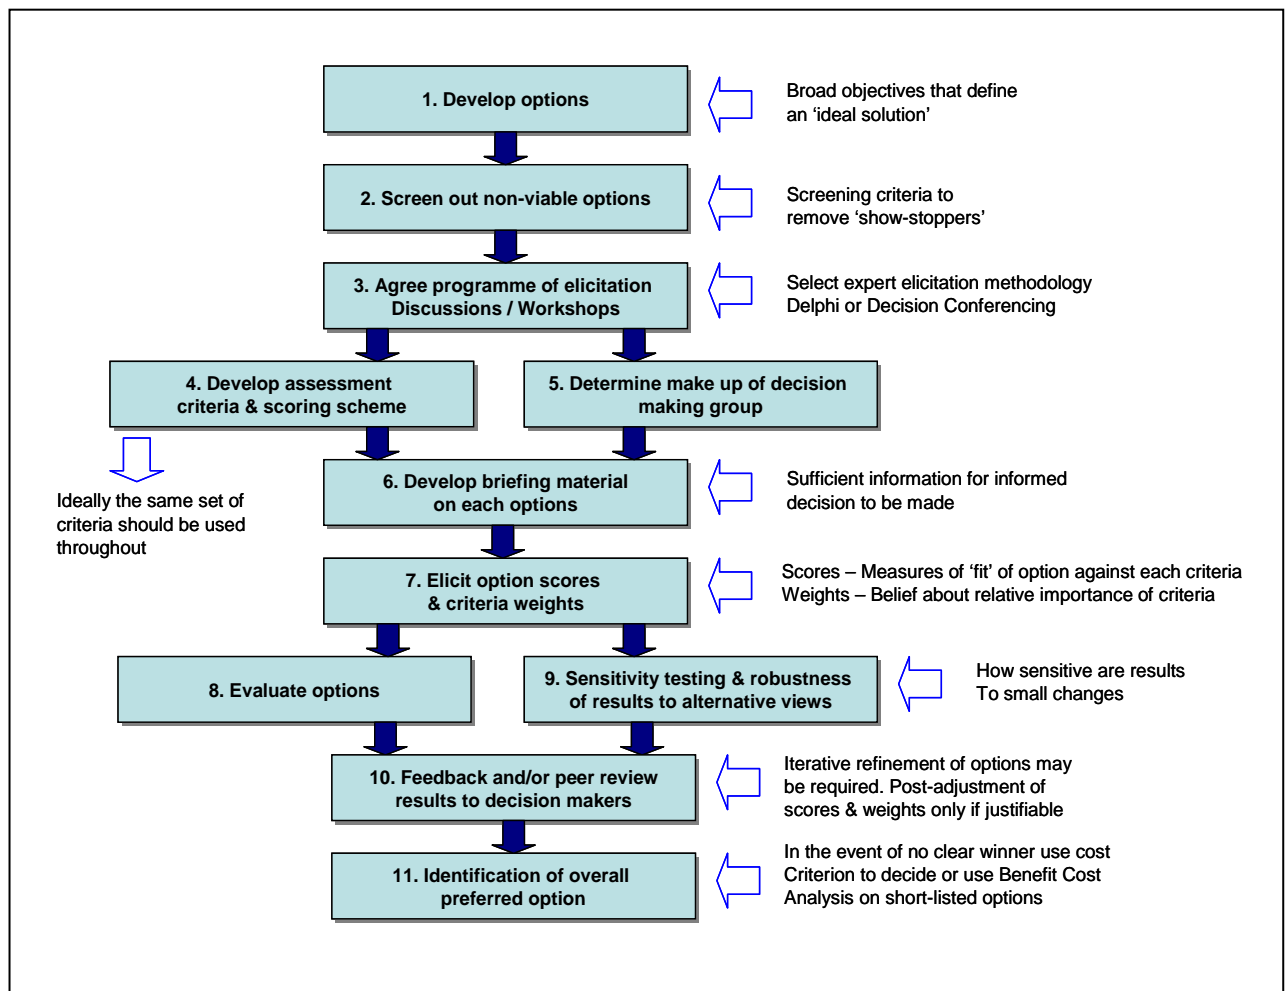 1. Develop options
Broad objectives that define
an ‘ideal solution’
2. Screen out non-viable options
Screening criteria to
remove ‘show-stoppers’
3. Agree programme of elicitation
Discussions / Workshops
Select expert elicitation methodology
Delphi or Decision Conferencing
4. Develop assessment
criteria & scoring scheme
5. Determine make up of decision
making group
Ideally the same set of
criteria should be used
throughout
6. Develop briefing material
on each options
Sufficient information for informed
decision to be made
7. Elicit option scores
& criteria weights
Scores – Measures of ‘fit’ of option against each criteria
Weights – Belief about relative importance of criteria
8. Evaluate options
9. Sensitivity testing & robustness
of results to alternative views
How sensitive are results
To small changes
10. Feedback and/or peer review
results to decision makers
Iterative refinement of options may
be required. Post-adjustment of
scores & weights only if justifiable
11. Identification of overall
preferred option
In the event of no clear winner use cost
Criterion to decide or use Benefit Cost
Analysis on short-listed options